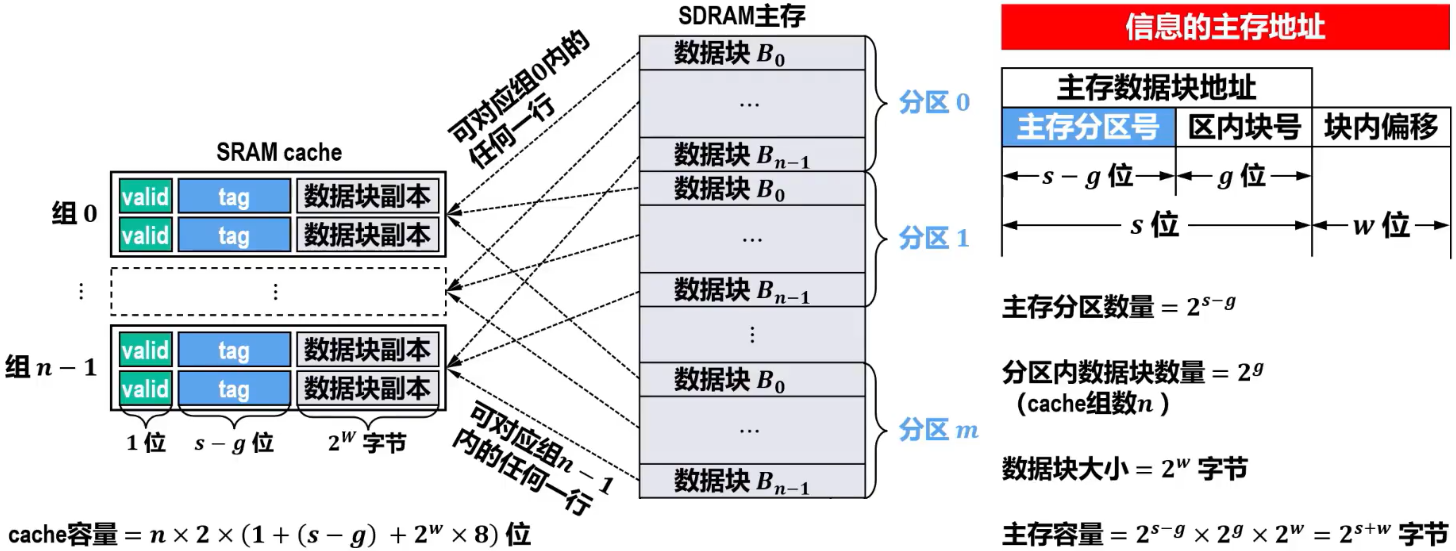 SRAM cache
组 0
valid tag 数据块副本
valid tag 数据块副本
⋮ ⋮
组 n − 1
valid tag 数据块副本
valid tag 数据块副本
1 位 s − g 位 2^W 字节
cache容量 = n × 2 × (1 + (s − g) + 2^w × 8) 位
可对应组0内的
任何一行
可对应组n − 1
内的任何一行
SDRAM主存
数据块 B_0
...
数据块 B_{n−1}
分区 0
数据块 B_0
...
数据块 B_{n−1}
分区 1
⋮
数据块 B_0
...
数据块 B_{n−1}
分区 m
信息的主存地址
主存数据块地址
主存分区号 区内块号 块内偏移
s − g 位 g 位
s 位 w 位
主存分区数量 = 2^{s−g}
分区内数据块数量 = 2^g
（cache组数n ）
数据块大小 = 2^w 字节
主存容量 = 2^{s−g} × 2^g × 2^w = 2^{s+w} 字节